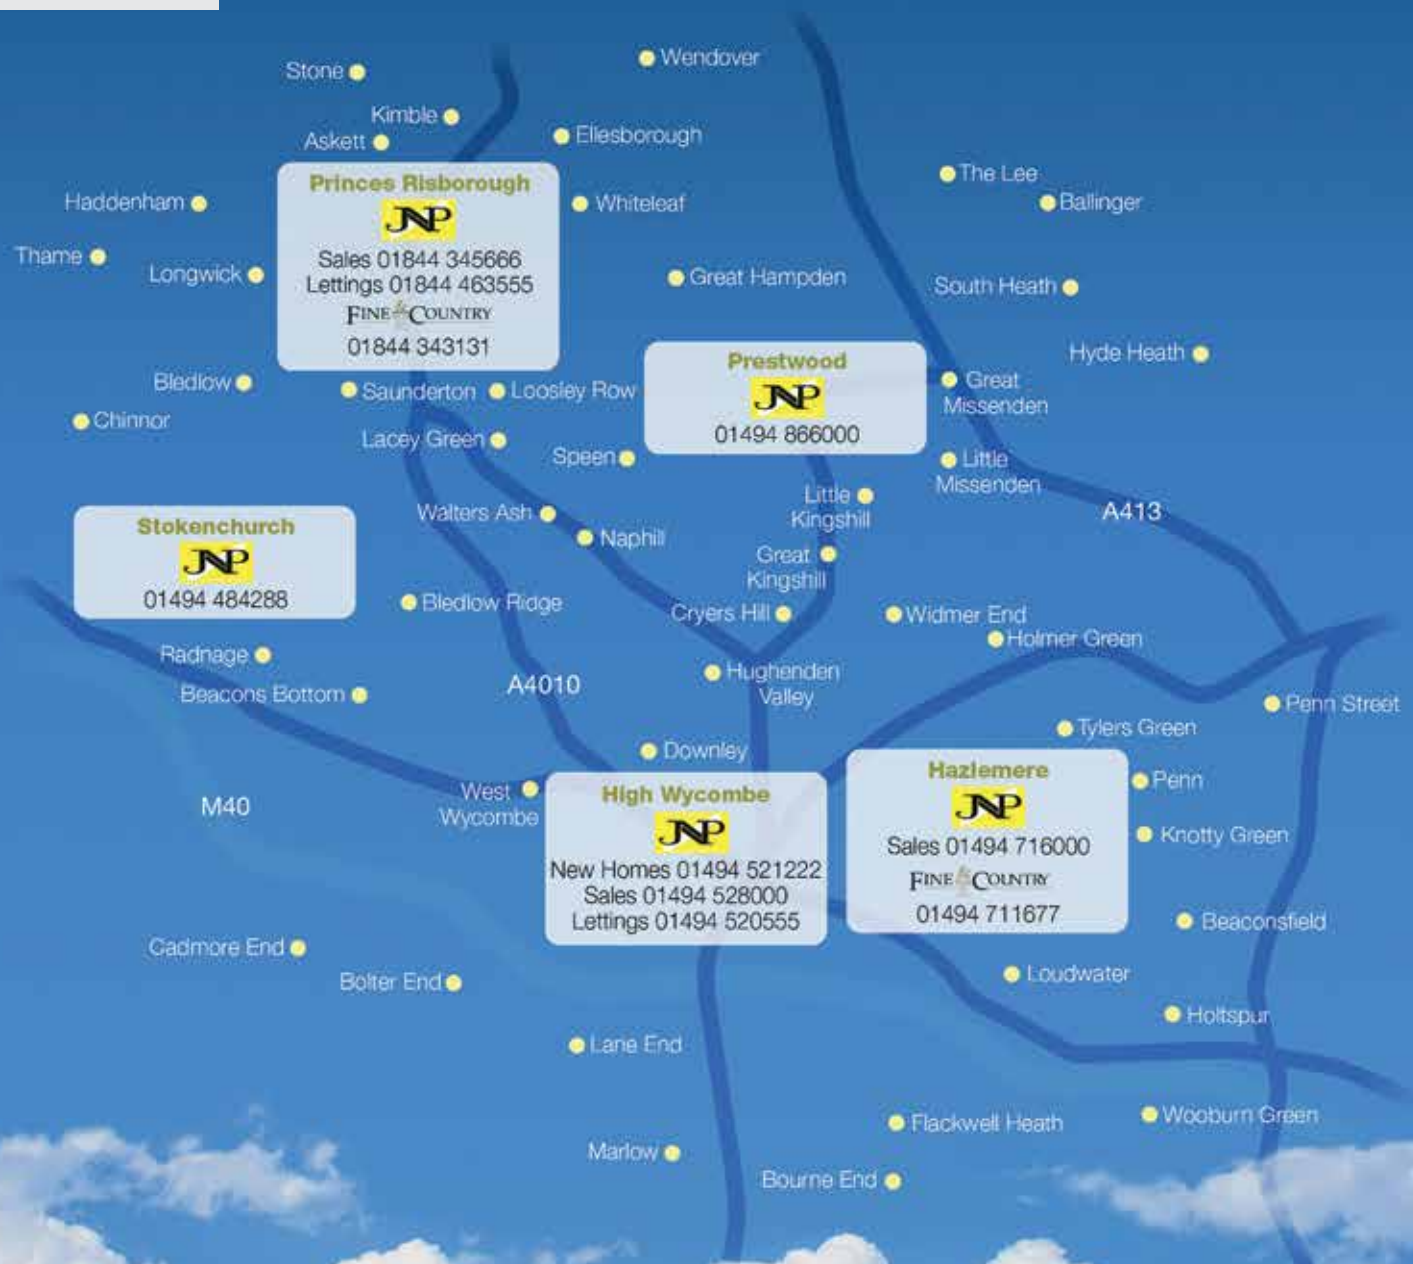 Wendover
Stone
Kimble
Askett
Ellesborough
Princes Risborough
JNP
Sales 01844 345666
Lettings 01844 463555
FINE & COUNTRY
01844 343131
Haddenham
Whiteleaf
The Lee
Ballinger
Thame
Longwick
Great Hampden
South Heath
Hyde Heath
Prestwood
JNP
01494 866000
Great
Missenden
Bledlow
Saunderton
Loosley Row
Chinnor
Lacey Green
Speen
Little
Missenden
Little
Kingshill
A413
Walters Ash
Stokenchurch
JNP
01494 484288
Naphill
Great
Kingshill
Bledlow Ridge
Cryers Hill
Widmer End
Holmer Green
Radnage
Beacons Bottom
A4010
Hughenden
Valley
Penn Street
Tylers Green
Downley
M40
West
Wycombe
High Wycombe
JNP
New Homes 01494 521222
Sales 01494 528000
Lettings 01494 520555
Hazlemere
JNP
Sales 01494 716000
FINE & COUNTRY
01494 711677
Penn
Knotty Green
Beaconsfield
Cadmore End
Bolter End
Loudwater
Holtspur
Lane End
Flackwell Heath
Wooburn Green
Marlow
Bourne End